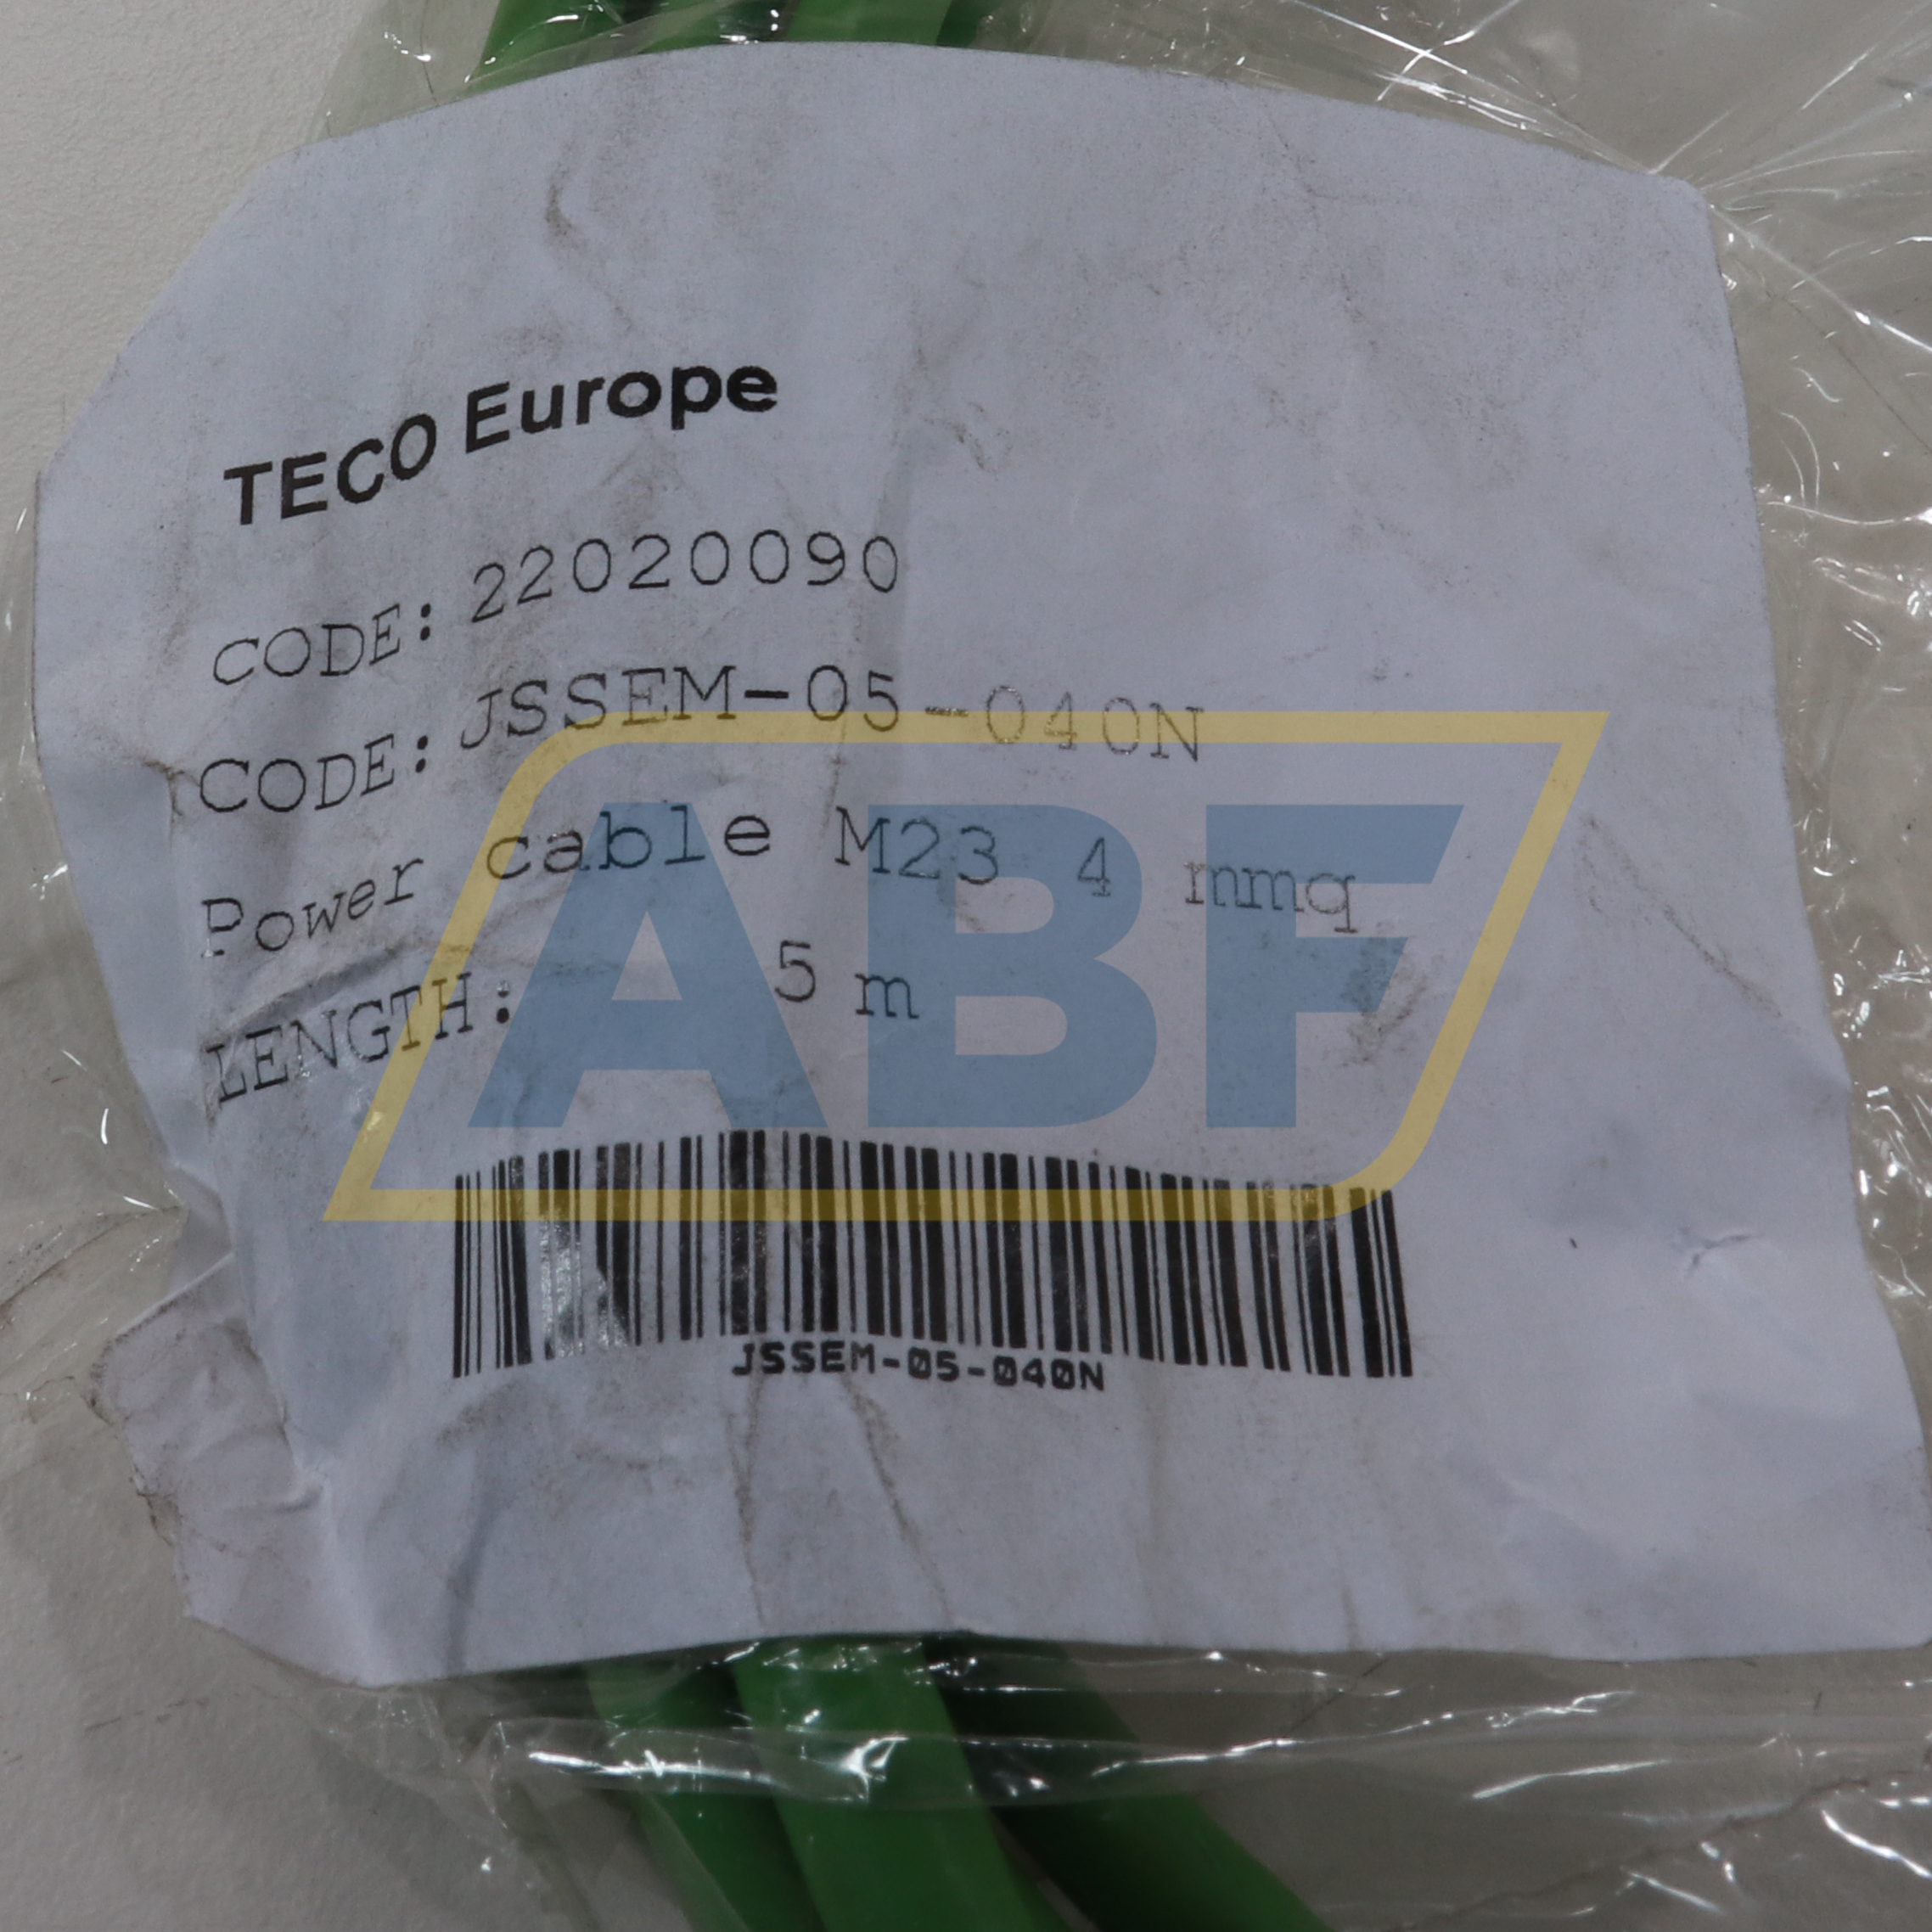 TECO Europe
CODE: 22020090
CODE: JSSEM-05-040N
Power cable M23 4 mmq
LENGTH: 5 m
ABF
JSSEM-05-040N